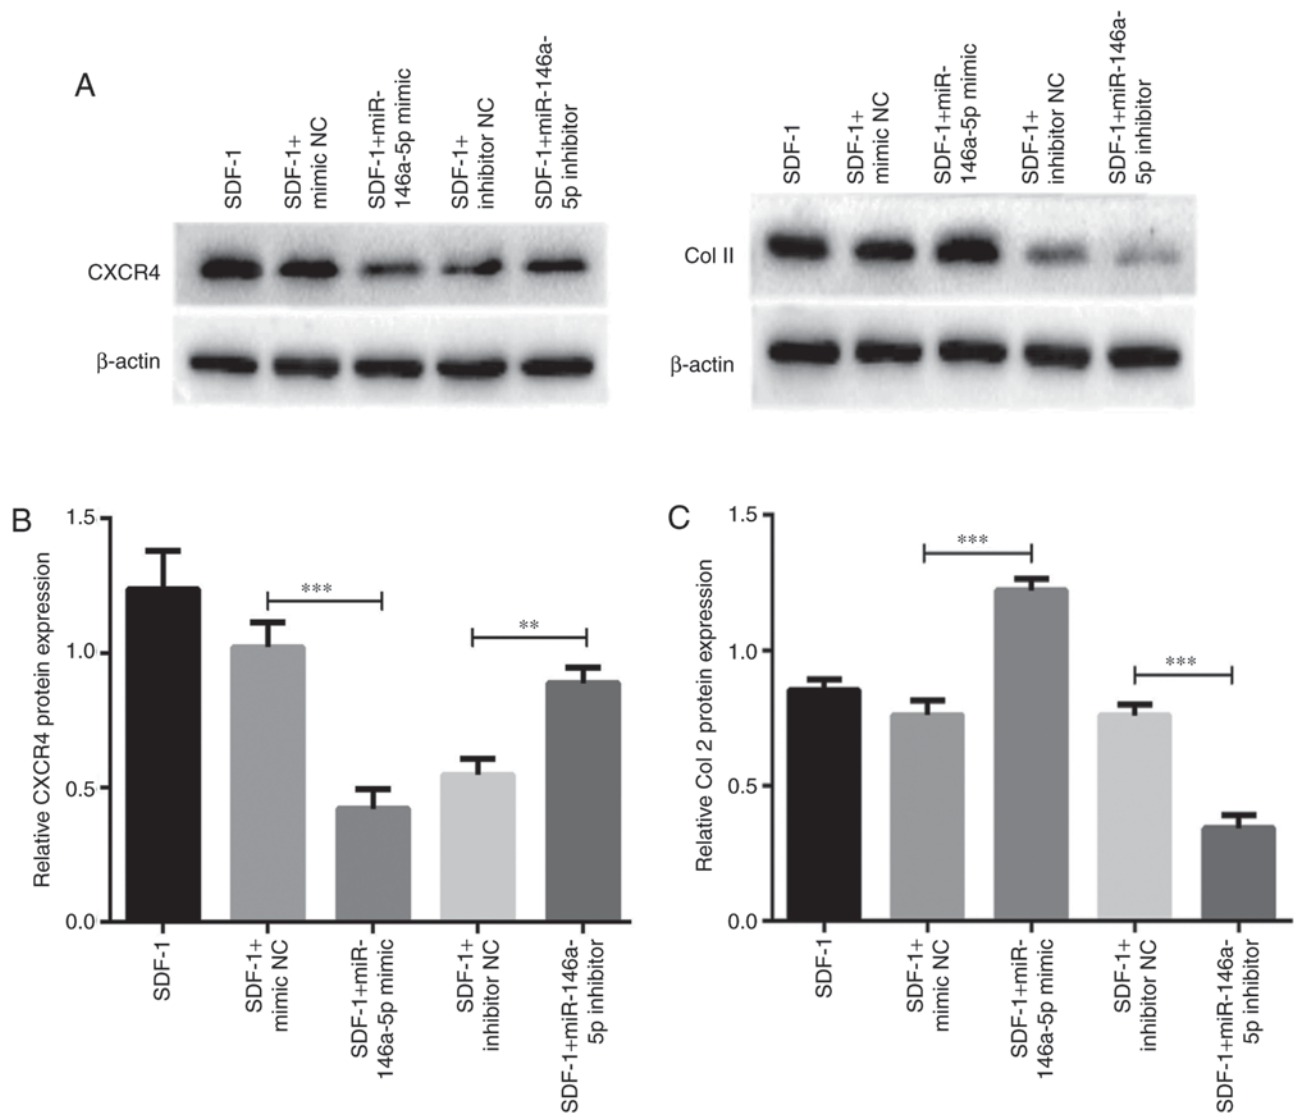 A
SDF-1
SDF-1+
mimic NC
SDF-1+miR-
146a-5p mimic
SDF-1+
inhibitor NC
SDF-1+miR-146a-
5p inhibitor
CXCR4
β-actin
SDF-1
SDF-1+
mimic NC
SDF-1+miR-
146a-5p mimic
SDF-1+
inhibitor NC
SDF-1+miR-146a-
5p inhibitor
Col II
β-actin
B
Relative CXCR4 protein expression
1.5
1.0
0.5
0.0
***
**
SDF-1
SDF-1+
mimic NC
SDF-1+miR-
146a-5p mimic
SDF-1+
inhibitor NC
SDF-1+miR-146a-
5p inhibitor
C
Relative Col 2 protein expression
1.5
1.0
0.5
0.0
***
***
SDF-1
SDF-1+
mimic NC
SDF-1+miR-
146a-5p mimic
SDF-1+
inhibitor NC
SDF-1+miR-146a-
5p inhibitor